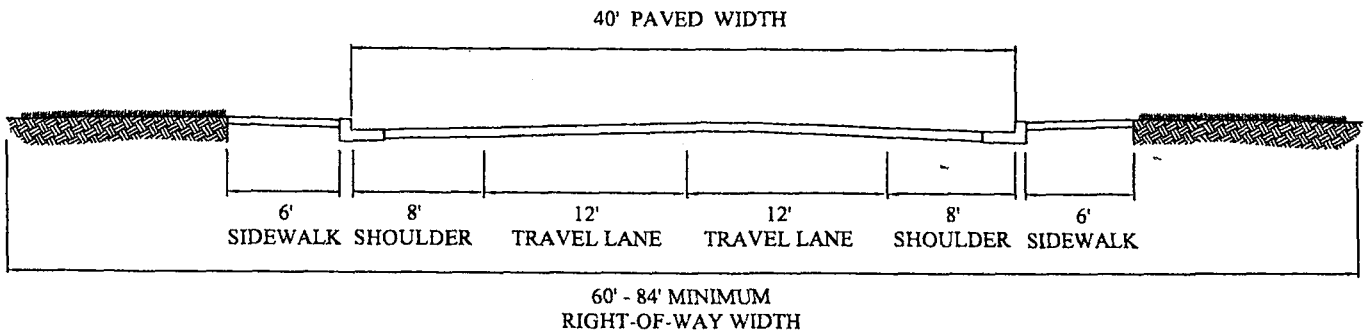 40' PAVED WIDTH
6' 8' 12' 12' 8' 6'
SIDEWALK SHOULDER TRAVEL LANE TRAVEL LANE SHOULDER SIDEWALK
60' - 84' MINIMUM
RIGHT-OF-WAY WIDTH